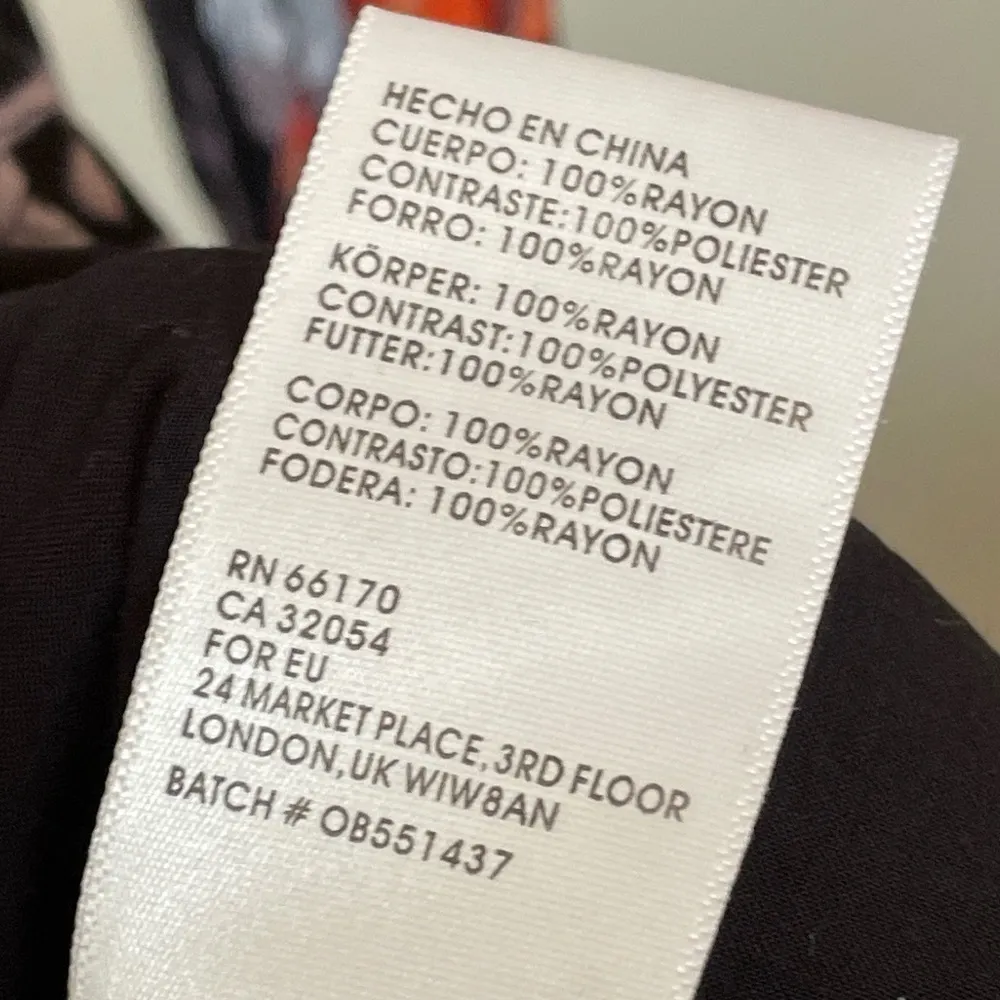 HECHO EN CHINA
CUERPO: 100%RAYON
CONTRASTE:100%POLIESTER
FORRO: 100%RAYON
KÖRPER: 100%RAYON
CONTRAST:100%POLYESTER
FUTTER:100%RAYON
CORPO: 100%RAYON
CONTRASTO:100%POLIESTERE
FODERA: 100%RAYON
RN 66170
CA 32054
FOR EU
24 MARKET PLACE, 3RD FLOOR
LONDON,UK WIW8AN
BATCH # OB551437